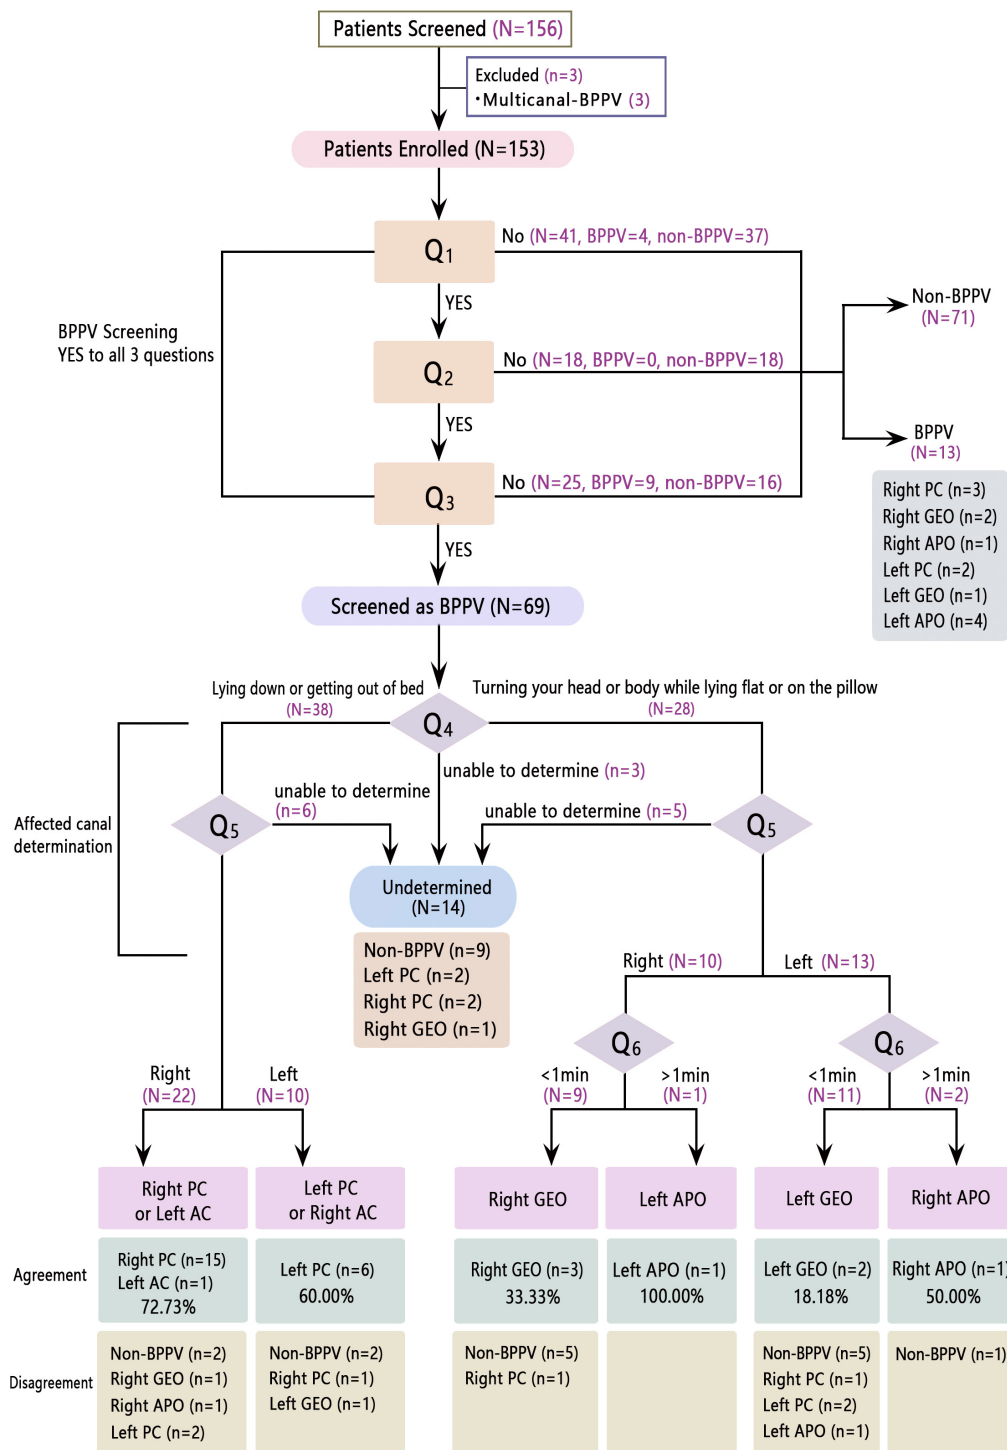 Patients Screened (N=156)
Excluded (n=3)
·Multicanal-BPPV (3)
Patients Enrolled (N=153)
Q1
No (N=41, BPPV=4, non-BPPV=37)
YES
BPPV Screening
YES to all 3 questions
Q2
No (N=18, BPPV=0, non-BPPV=18)
YES
Q3
No (N=25, BPPV=9, non-BPPV=16)
YES
Non-BPPV
(N=71)
BPPV
(N=13)
Right PC (n=3)
Right GEO (n=2)
Right APO (n=1)
Left PC (n=2)
Left GEO (n=1)
Left APO (n=4)
Screened as BPPV (N=69)
Lying down or getting out of bed
(N=38)
Q4
Turning your head or body while lying flat or on the pillow
(N=28)
unable to determine (n=3)
unable to determine
(n=6)
unable to determine (n=5)
Affected canal
determination
Q5
Q5
Undetermined
(N=14)
Non-BPPV (n=9)
Left PC (n=2)
Right PC (n=2)
Right GEO (n=1)
Right (N=10)
Left (N=13)
Q6
Q6
Right
(N=22)
Left
(N=10)
<1min
(N=9)
>1min
(N=1)
<1min
(N=11)
>1min
(N=2)
Right PC
or Left AC
Left PC
or Right AC
Right GEO
Left APO
Left GEO
Right APO
Agreement
Right PC (n=15)
Left AC (n=1)
72.73%
Left PC (n=6)
60.00%
Right GEO (n=3)
33.33%
Left APO (n=1)
100.00%
Left GEO (n=2)
18.18%
Right APO (n=1)
50.00%
Disagreement
Non-BPPV (n=2)
Right GEO (n=1)
Right APO (n=1)
Left PC (n=2)
Non-BPPV (n=2)
Right PC (n=1)
Left GEO (n=1)
Non-BPPV (n=5)
Right PC (n=1)
Non-BPPV (n=5)
Right PC (n=1)
Left PC (n=2)
Left APO (n=1)
Non-BPPV (n=1)